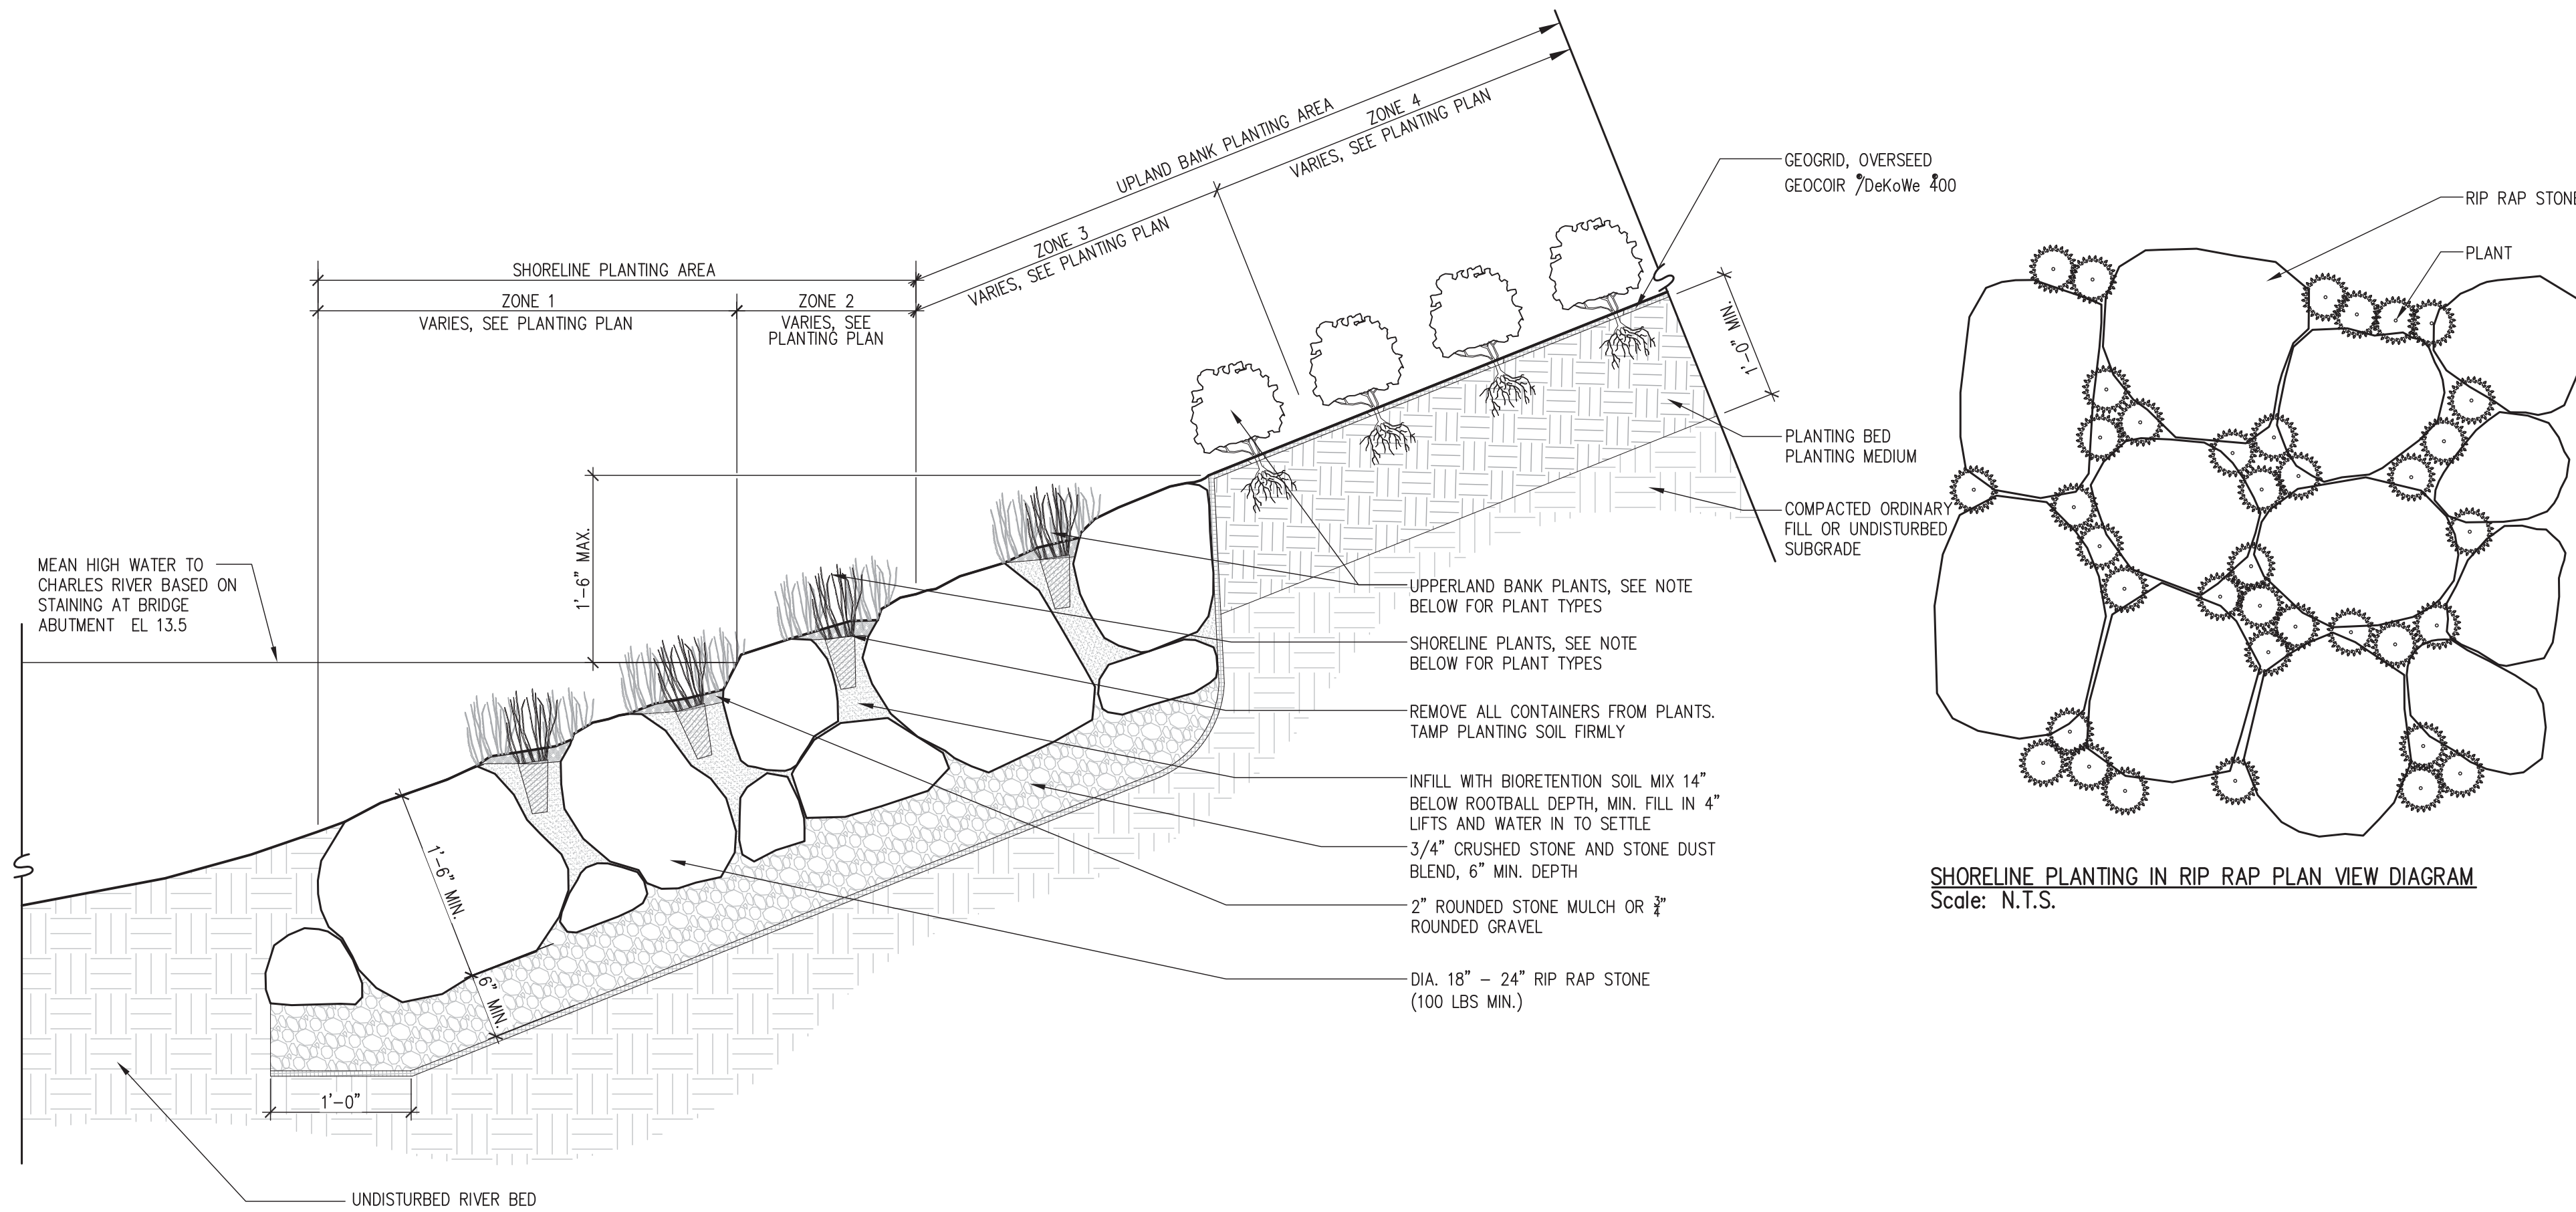 UPLAND BANK PLANTING AREA
ZONE 4
VARIES, SEE PLANTING PLAN
ZONE 3
VARIES, SEE PLANTING PLAN
SHORELINE PLANTING AREA
ZONE 1
VARIES, SEE PLANTING PLAN
ZONE 2
VARIES, SEE
PLANTING PLAN
GEOGRID, OVERSEED
GEOCOIR ®/DeKoWe ® 400
1'-0" MIN.
PLANTING BED
PLANTING MEDIUM
COMPACTED ORDINARY
FILL OR UNDISTURBED
SUBGRADE
1'-6" MAX.
MEAN HIGH WATER TO
CHARLES RIVER BASED ON
STAINING AT BRIDGE
ABUTMENT EL 13.5
UPPERLAND BANK PLANTS, SEE NOTE
BELOW FOR PLANT TYPES
SHORELINE PLANTS, SEE NOTE
BELOW FOR PLANT TYPES
REMOVE ALL CONTAINERS FROM PLANTS.
TAMP PLANTING SOIL FIRMLY
INFILL WITH BIORETENTION SOIL MIX 14"
BELOW ROOTBALL DEPTH, MIN. FILL IN 4"
LIFTS AND WATER IN TO SETTLE
3/4" CRUSHED STONE AND STONE DUST
BLEND, 6" MIN. DEPTH
2" ROUNDED STONE MULCH OR ¾"
ROUNDED GRAVEL
DIA. 18" – 24" RIP RAP STONE
(100 LBS MIN.)
1'-6" MIN.
6" MIN.
1'-0"
UNDISTURBED RIVER BED
RIP RAP STONE
PLANT
SHORELINE PLANTING IN RIP RAP PLAN VIEW DIAGRAM
Scale: N.T.S.